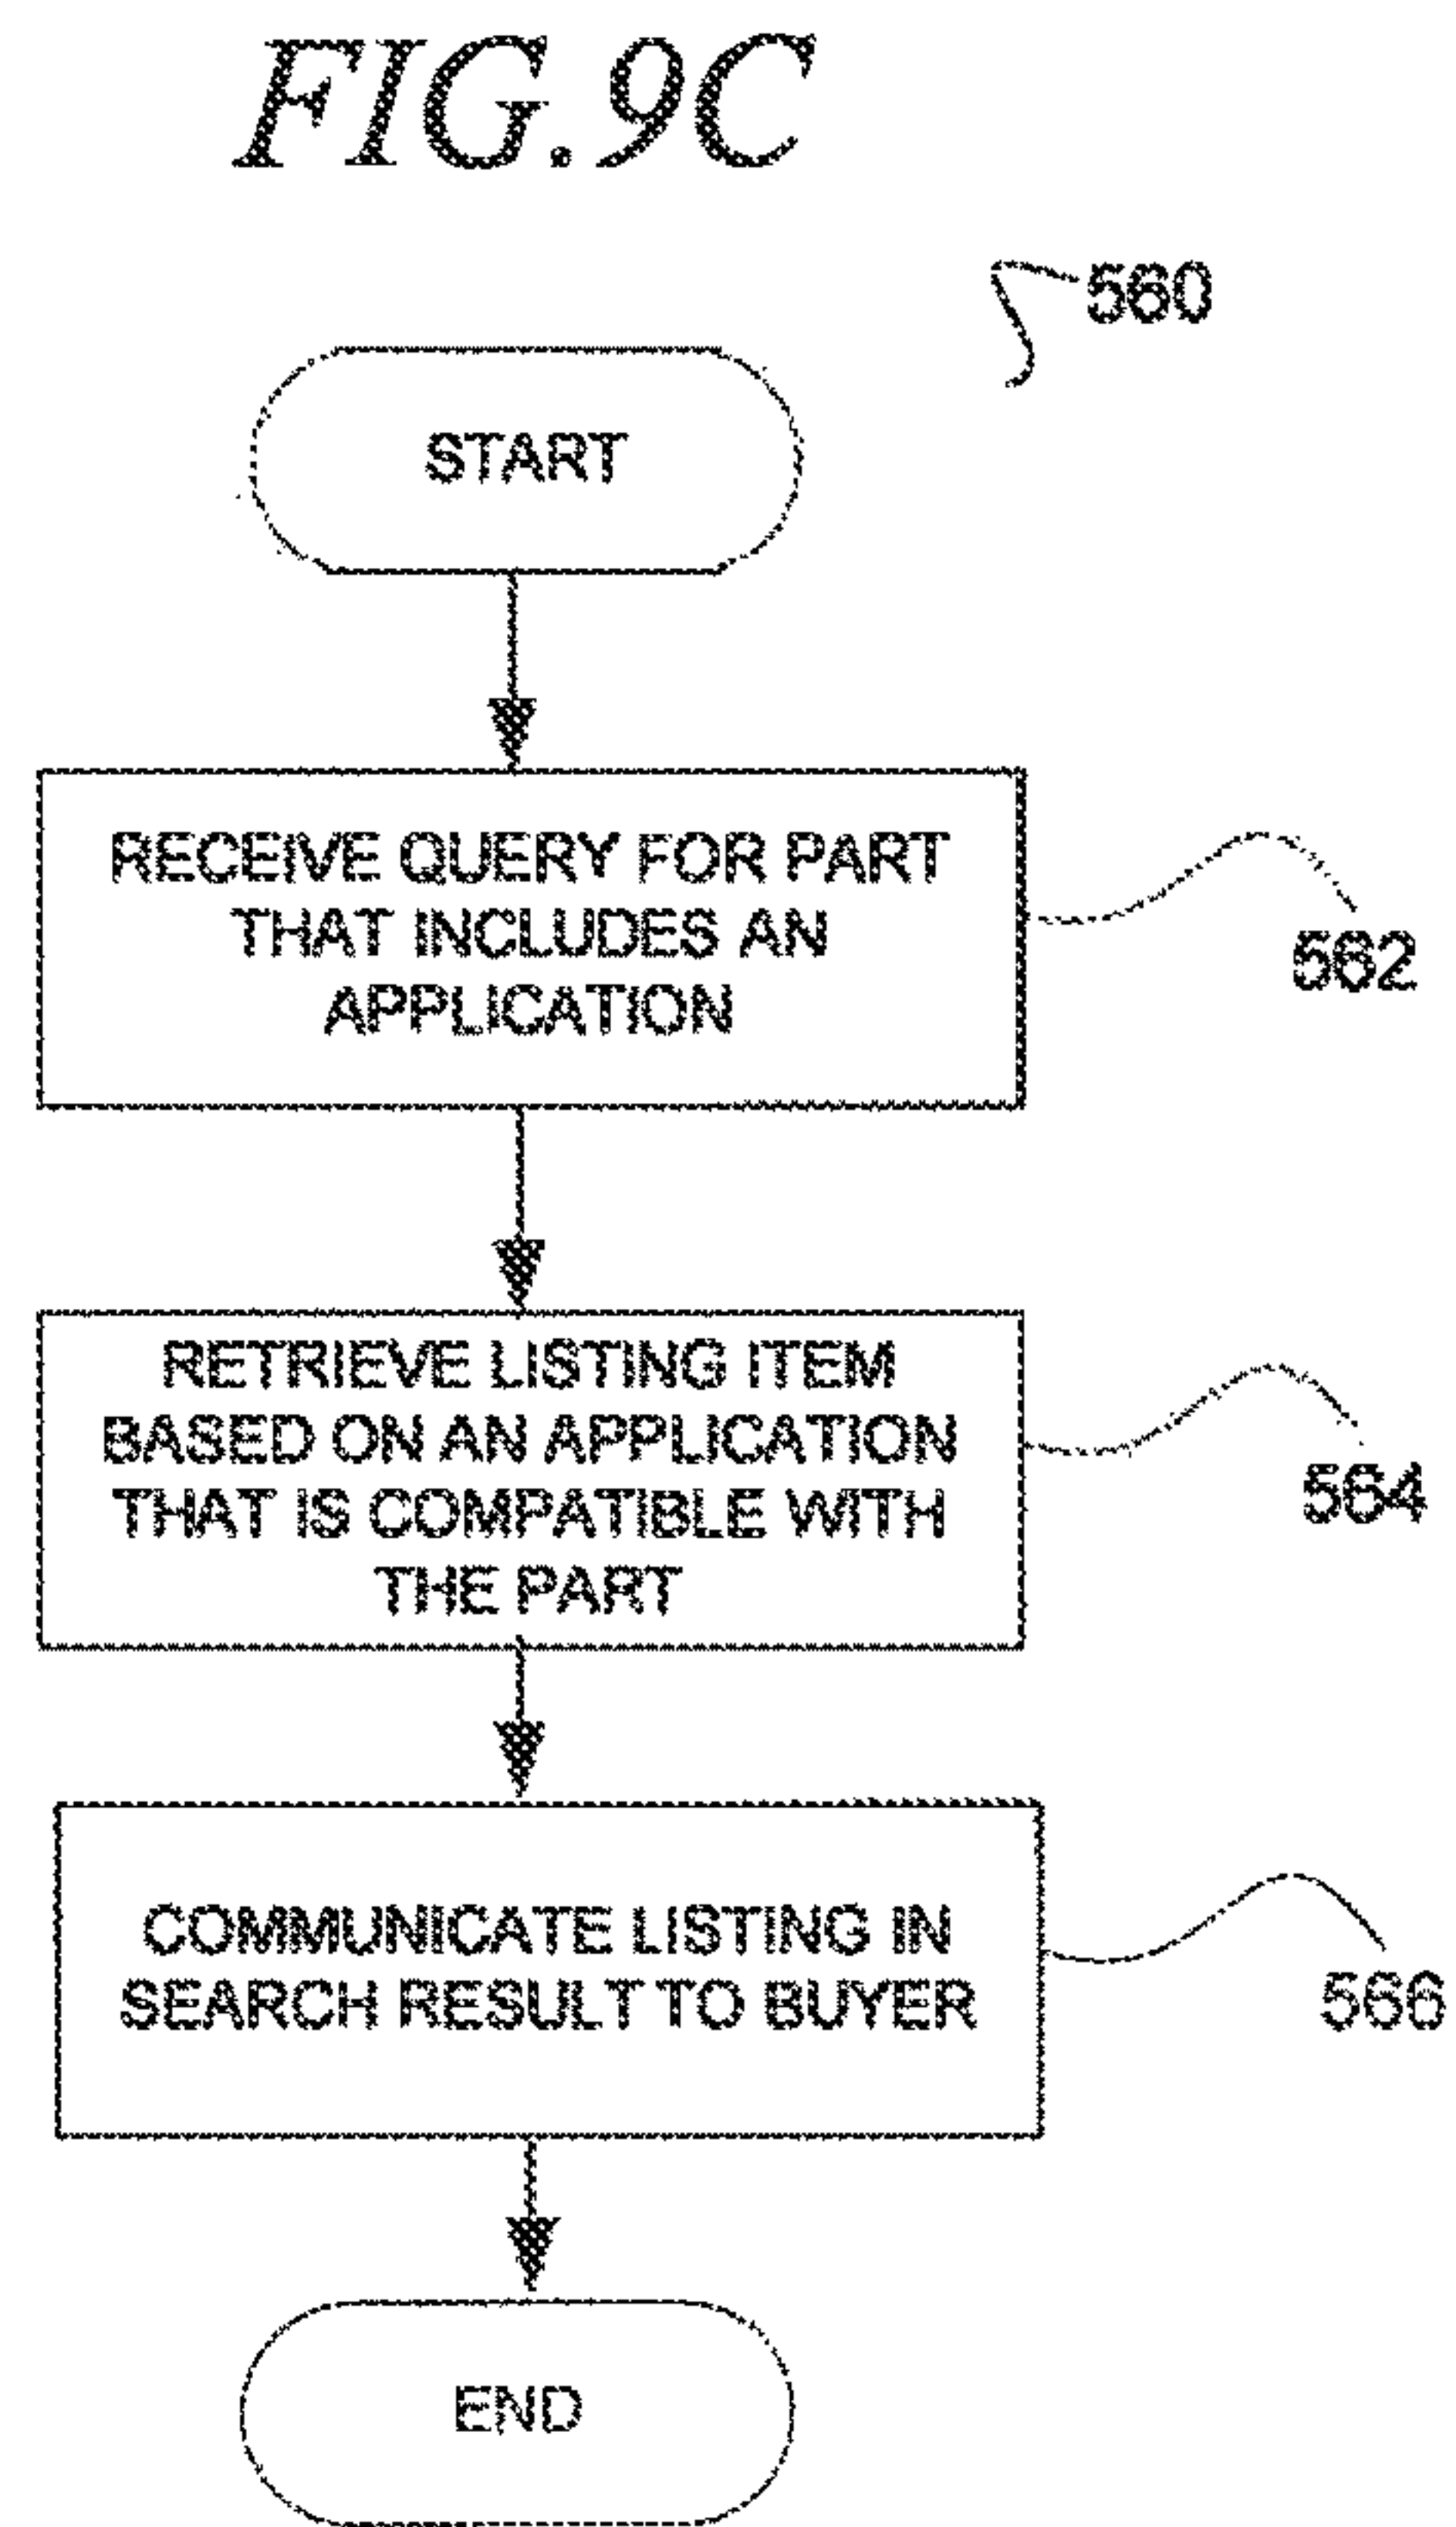 FIG.9C
560
START
RECEIVE QUERY FOR PART
THAT INCLUDES AN
APPLICATION
562
RETRIEVE LISTING ITEM
BASED ON AN APPLICATION
THAT IS COMPATIBLE WITH
THE PART
564
COMMUNICATE LISTING IN
SEARCH RESULT TO BUYER
566
END